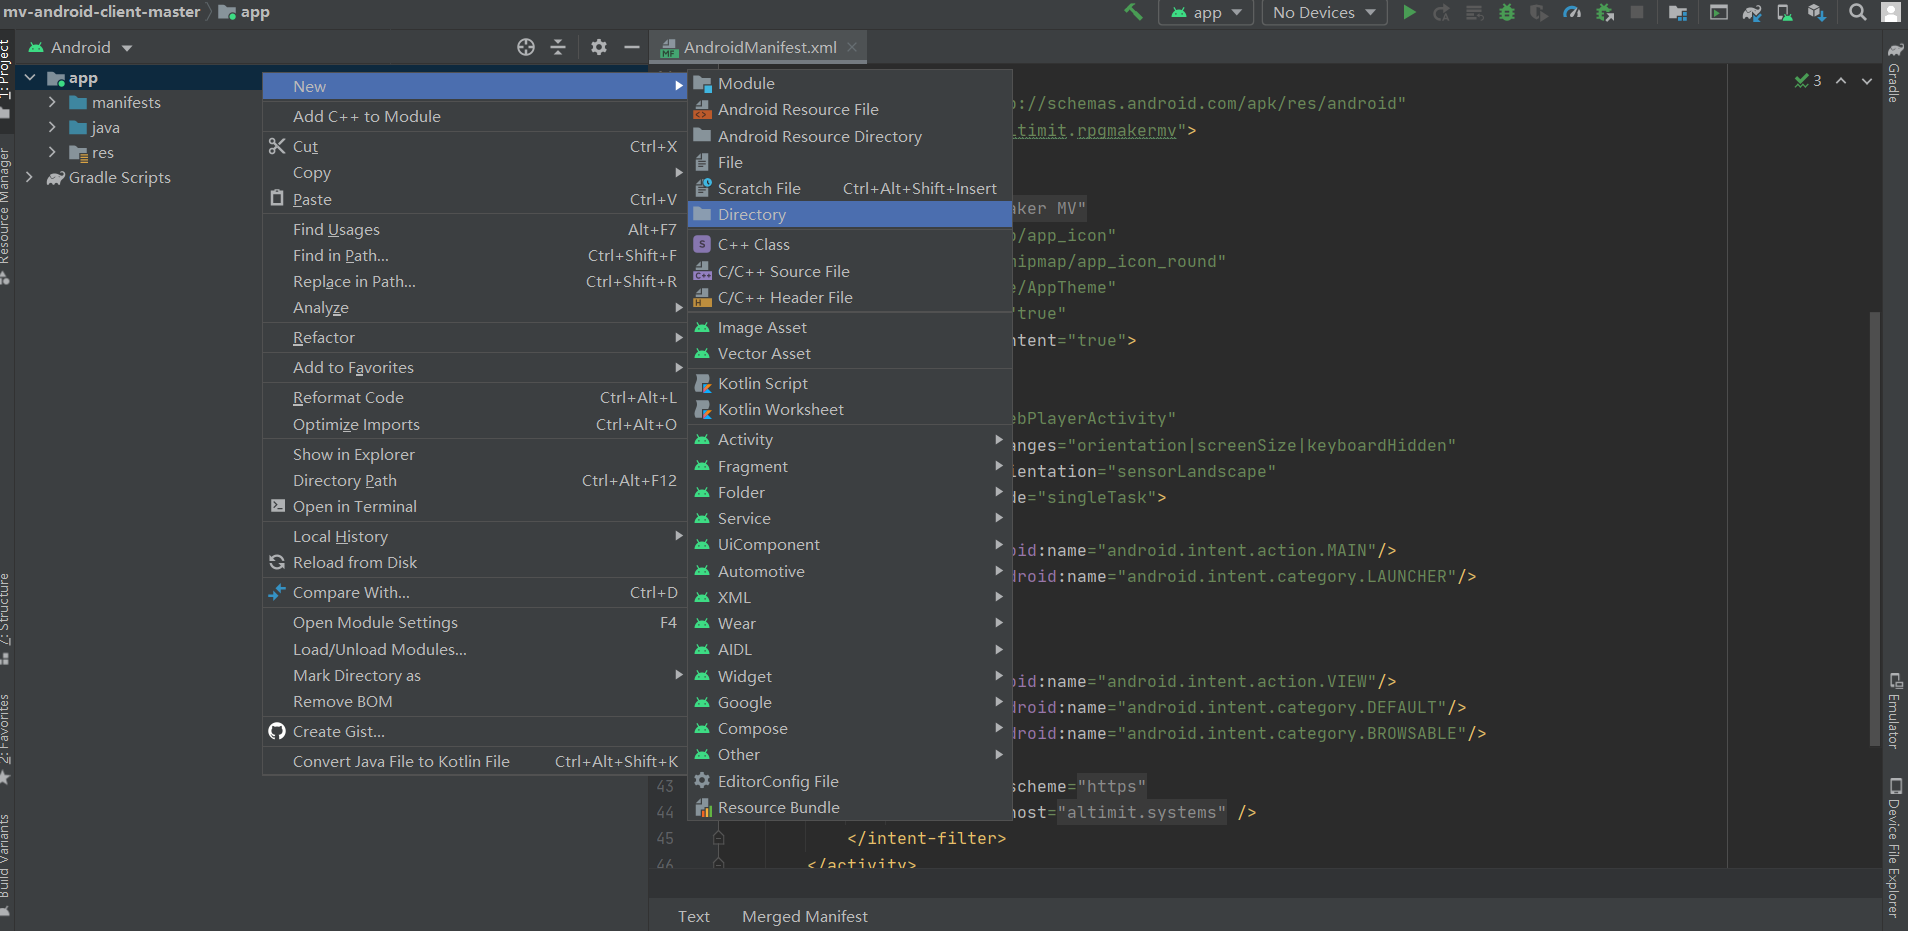 mv-android-client-master
app
app
No Devices
Android
AndroidManifest.xml
1: Project
Resource Manager
7: Structure
2: Favorites
Build Variants
app
manifests
java
res
Gradle Scripts
New
Add C++ to Module
Cut Ctrl+X
Copy
Paste Ctrl+V
Find Usages Alt+F7
Find in Path... Ctrl+Shift+F
Replace in Path... Ctrl+Shift+R
Analyze
Refactor
Add to Favorites
Reformat Code Ctrl+Alt+L
Optimize Imports Ctrl+Alt+O
Show in Explorer
Directory Path Ctrl+Alt+F12
Open in Terminal
Local History
Reload from Disk
Compare With... Ctrl+D
Open Module Settings F4
Load/Unload Modules...
Mark Directory as
Remove BOM
Create Gist...
Convert Java File to Kotlin File Ctrl+Alt+Shift+K
Module
Android Resource File
Android Resource Directory
File
Scratch File Ctrl+Alt+Shift+Insert
Directory
C++ Class
C/C++ Source File
C/C++ Header File
Image Asset
Vector Asset
Kotlin Script
Kotlin Worksheet
Activity
Fragment
Folder
Service
UiComponent
Automotive
XML
Wear
AIDL
Widget
Google
Compose
Other
EditorConfig File
Resource Bundle
3
://schemas.android.com/apk/res/android"
ltimit.rpgmakermv">
aker MV"
/app_icon"
mipmap/app_icon_round"
e/AppTheme"
"true"
ntent="true">
ebPlayerActivity"
anges="orientation|screenSize|keyboardHidden"
ientation="sensorLandscape"
de="singleTask">
oid:name="android.intent.action.MAIN"/>
droid:name="android.intent.category.LAUNCHER"/>
oid:name="android.intent.action.VIEW"/>
droid:name="android.intent.category.DEFAULT"/>
droid:name="android.intent.category.BROWSABLE"/>
43 scheme="https"
44 host="altimit.systems" />
45 </intent-filter>
46 </activity>
Text
Merged Manifest
Gradle
Emulator
Device File Explorer